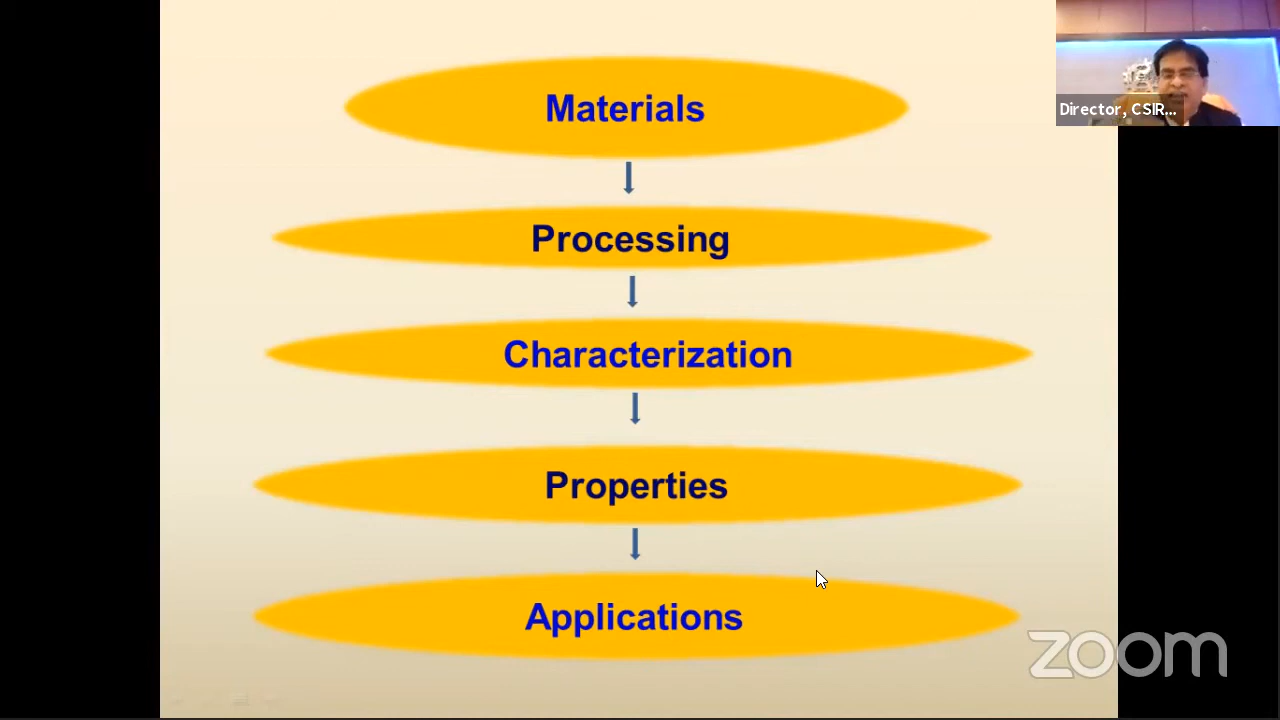 Materials
Director, CSIR...
Processing
Characterization
Properties
Applications
zoom